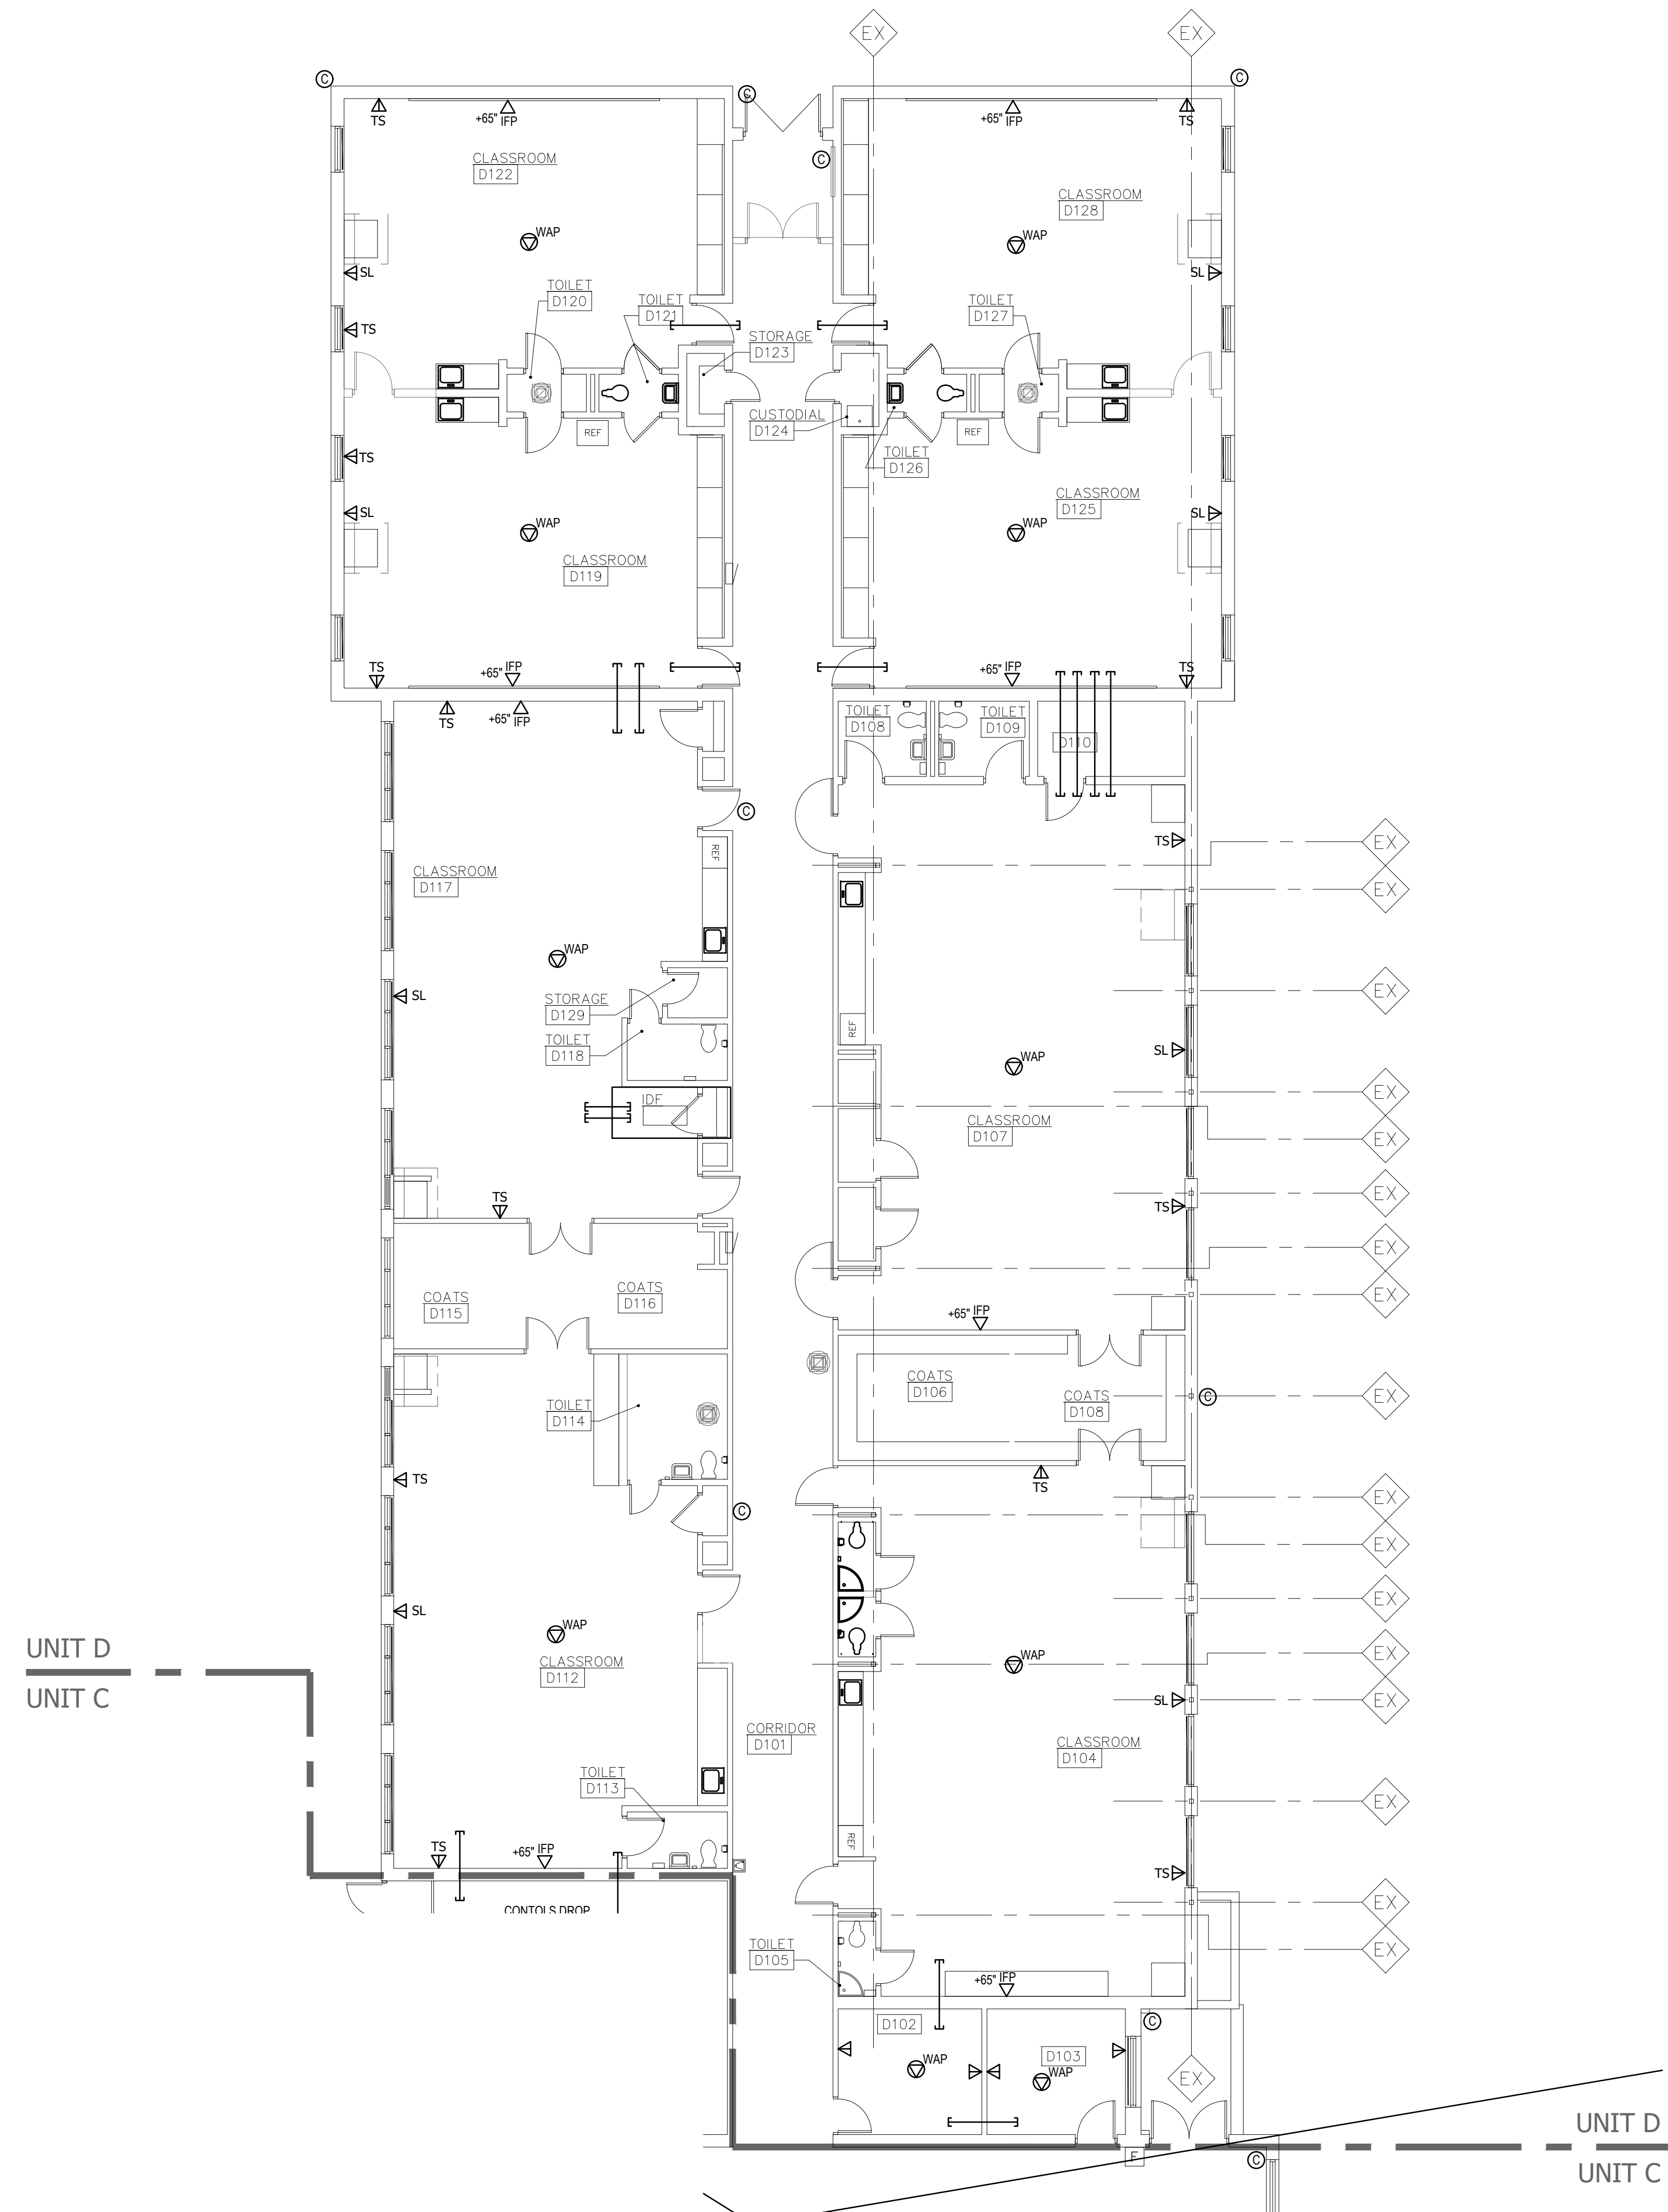 EX
EX
C
C
C
TS
+65" IFP
+65" IFP
TS
C
CLASSROOM
D122
CLASSROOM
D128
WAP
WAP
SL
SL
TOILET
D120
TOILET
D121
TOILET
D127
TS
STORAGE
D123
CUSTODIAL
D124
REF
REF
TOILET
D126
TS
CLASSROOM
D125
SL
SL
WAP
WAP
CLASSROOM
D119
TS
+65" IFP
+65" IFP
TS
TS
+65" IFP
TOILET
D108
TOILET
D109
D110
C
TS
EX
REF
CLASSROOM
D117
EX
WAP
SL
EX
STORAGE
D129
REF
TOILET
D118
SL
WAP
EX
IDF
CLASSROOM
D107
EX
TS
TS
EX
EX
COATS
D115
COATS
D116
EX
+65" IFP
COATS
D106
COATS
D108
C
EX
TOILET
D114
TS
TS
EX
C
EX
SL
EX
WAP
UNIT D
UNIT C
CLASSROOM
D112
WAP
EX
SL
EX
CORRIDOR
D101
CLASSROOM
D104
TOILET
D113
EX
REF
TS
+65" IFP
TS
EX
CONTOLS DROP
TOILET
D105
EX
+65" IFP
D102
C
D103
WAP
WAP
EX
UNIT D
UNIT C
F
C